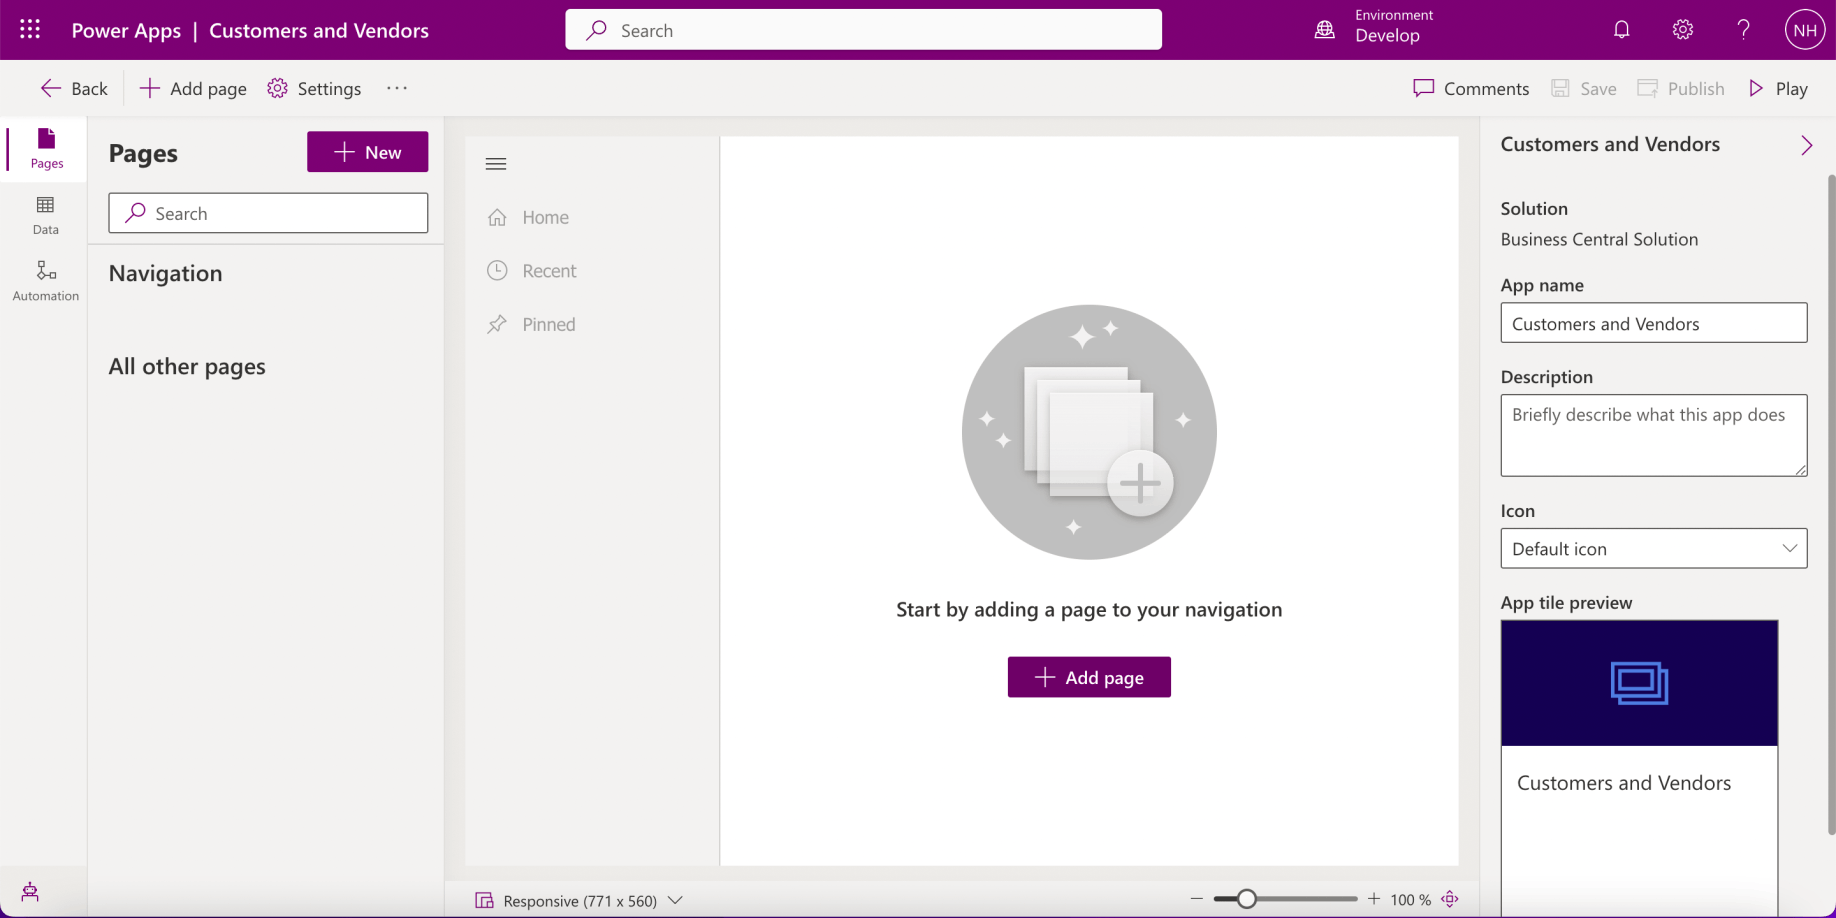 Power Apps | Customers and Vendors
Search
Environment
Develop
?
NH
Back
Add page
Settings
...
Comments
Save
Publish
Play
Pages
Data
Automation
Pages
New
Search
Navigation
All other pages
Home
Recent
Pinned
Start by adding a page to your navigation
Add page
Responsive (771 x 560)
100 %
Customers and Vendors
Solution
Business Central Solution
App name
Customers and Vendors
Description
Briefly describe what this app does
Icon
Default icon
App tile preview
Customers and Vendors